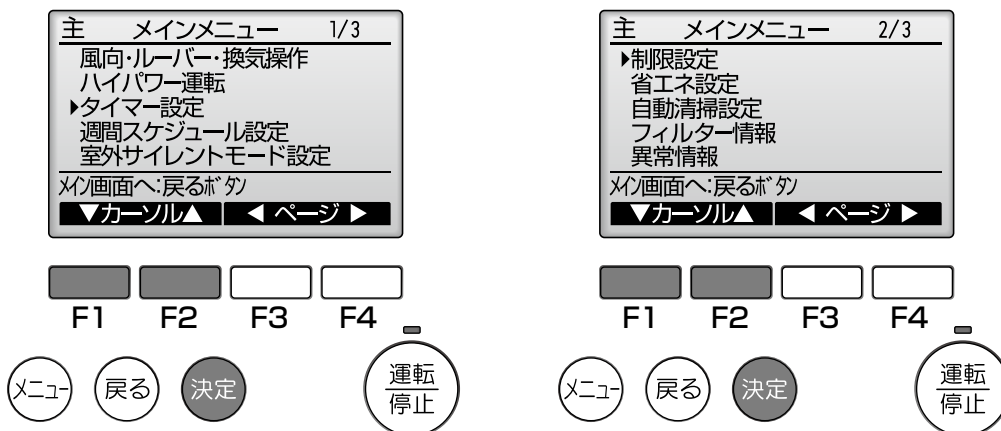 主 メインメニュー 1/3
風向・ルーバー・換気操作
ハイパワー運転
▶タイマー設定
週間スケジュール設定
室外サイレントモード設定
メイン画面へ:戻るボタン
▼カーソル▲ ◀ ページ ▶
F1 F2 F3 F4
メニュー 戻る 決定 運転
停止
主 メインメニュー 2/3
▶制限設定
省エネ設定
自動清掃設定
フィルター情報
異常情報
メイン画面へ:戻るボタン
▼カーソル▲ ◀ ページ ▶
F1 F2 F3 F4
メニュー 戻る 決定 運転
停止